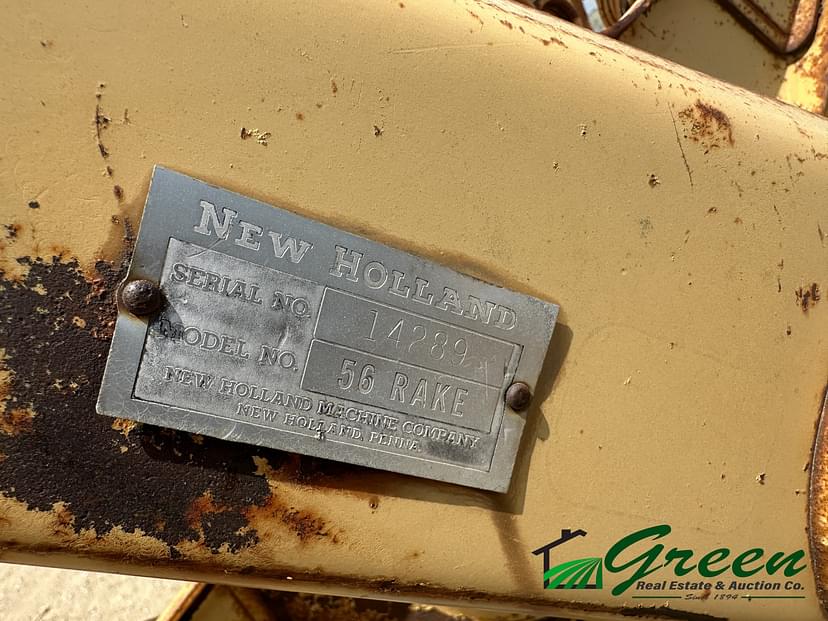 NEW HOLLAND
SERIAL NO. 14289
MODEL NO. 56 RAKE
NEW HOLLAND MACHINE COMPANY
NEW HOLLAND, PENNA.
Green
Real Estate & Auction Co.
Since 1894